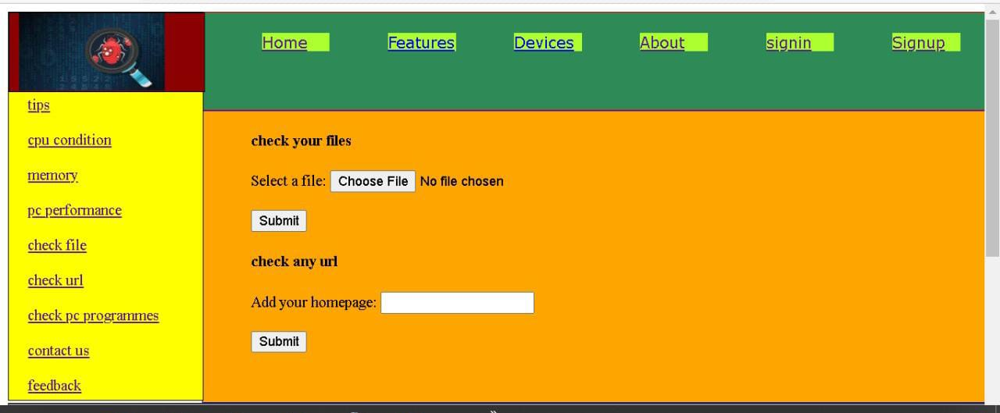 Home Features Devices About signin Signup
tips
cpu condition
memory
pc performance
check file
check url
check pc programmes
contact us
feedback
check your files
Select a file: Choose File No file chosen
Submit
check any url
Add your homepage:
Submit